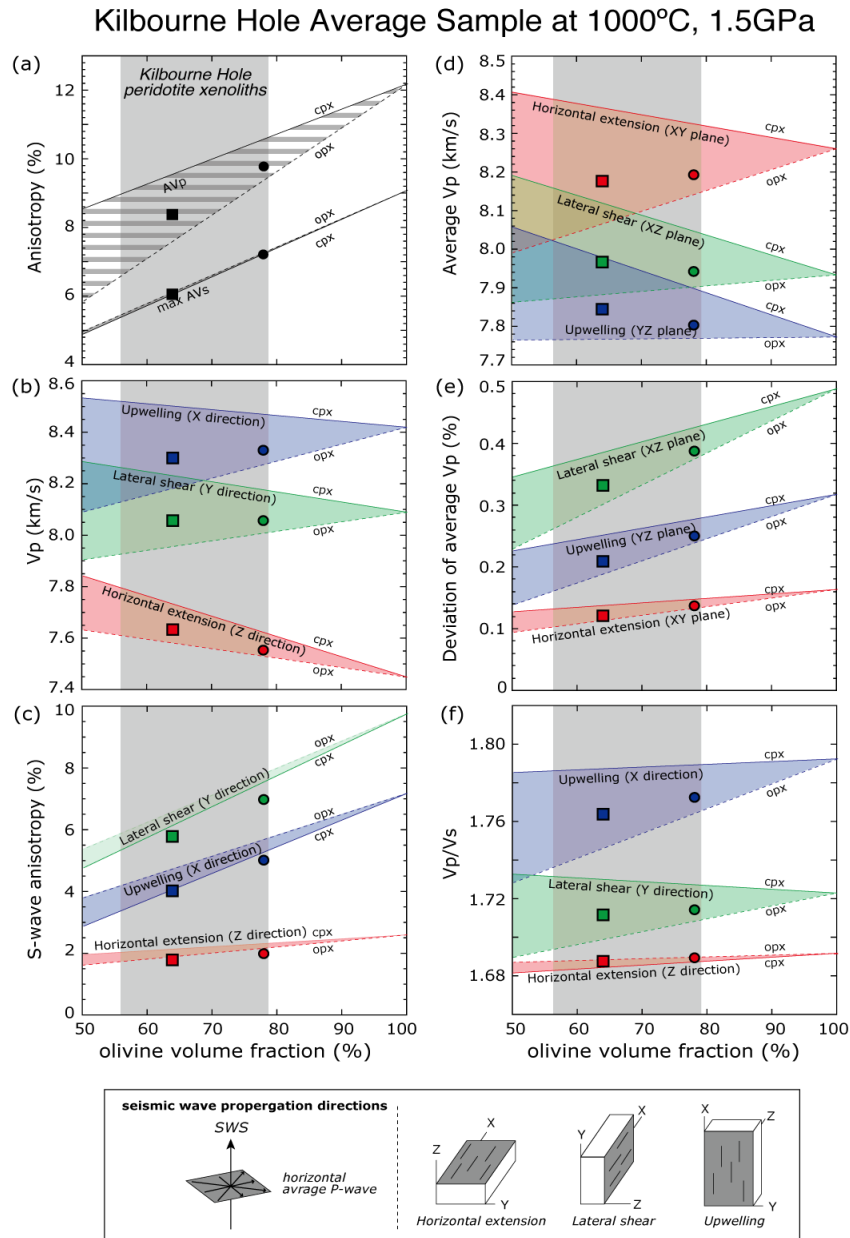 Kilbourne Hole Average Sample at 1000ºC, 1.5GPa
(a)
Kilbourne Hole
peridotite xenoliths
cpx
opx
AVp
opx
cpx
max AVs
Anisotropy (%)
12
10
8
6
4
(b)
8.6
8.4
8.2
8.0
7.8
7.6
7.4
Vp (km/s)
Upwelling (X direction)
cpx
opx
Lateral shear (Y direction)
cpx
opx
Horizontal extension (Z direction)
cpx
opx
(c)
10
8
6
4
2
0
S-wave anisotropy (%)
opx
cpx
Lateral shear (Y direction)
opx
cpx
Upwelling (X direction)
Horizontal extension (Z direction)
cpx
opx
50 60 70 80 90 100
olivine volume fraction (%)
(d)
8.5
8.4
8.3
8.2
8.1
8.0
7.9
7.8
7.7
Average Vp (km/s)
Horizontal extension (XY plane)
cpx
opx
Lateral shear (XZ plane)
cpx
opx
cpx
Upwelling (YZ plane)
opx
(e)
0.5
0.4
0.3
0.2
0.1
0
Deviation of average Vp (%)
cpx
Lateral shear (XZ plane)
opx
cpx
Upwelling (YZ plane)
opx
cpx
opx
Horizontal extension (XY plane)
(f)
1.80
1.76
1.72
1.68
Vp/Vs
cpx
Upwelling (X direction)
opx
cpx
Lateral shear (Y direction)
opx
opx
Horizontal extension (Z direction)
cpx
50 60 70 80 90 100
olivine volume fraction (%)
seismic wave propergation directions
SWS
horizontal
avrage P-wave
X
Z
Y
Horizontal extension
X
Y
Z
Lateral shear
X
Z
Y
Upwelling